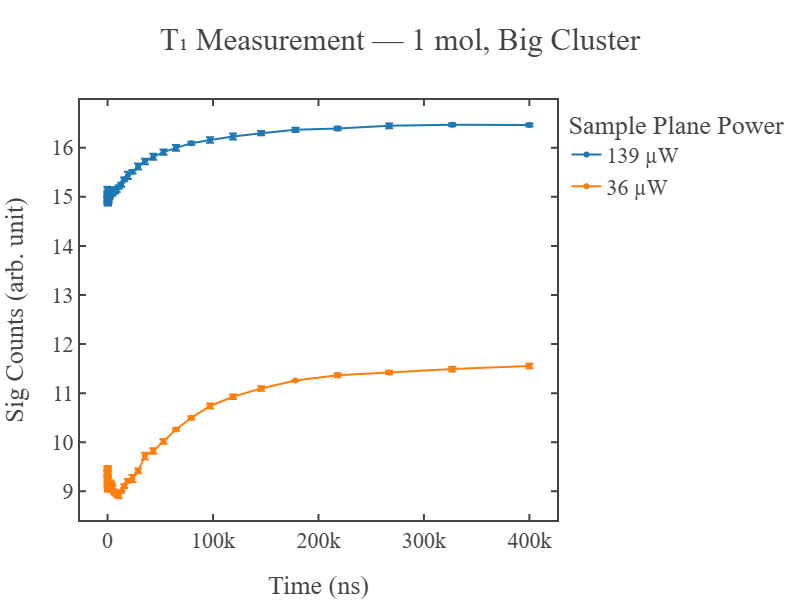 T₁ Measurement — 1 mol, Big Cluster
Sample Plane Power
139 µW
36 µW
Sig Counts (arb. unit)
16
15
14
13
12
11
10
9
0
100k
200k
300k
400k
Time (ns)